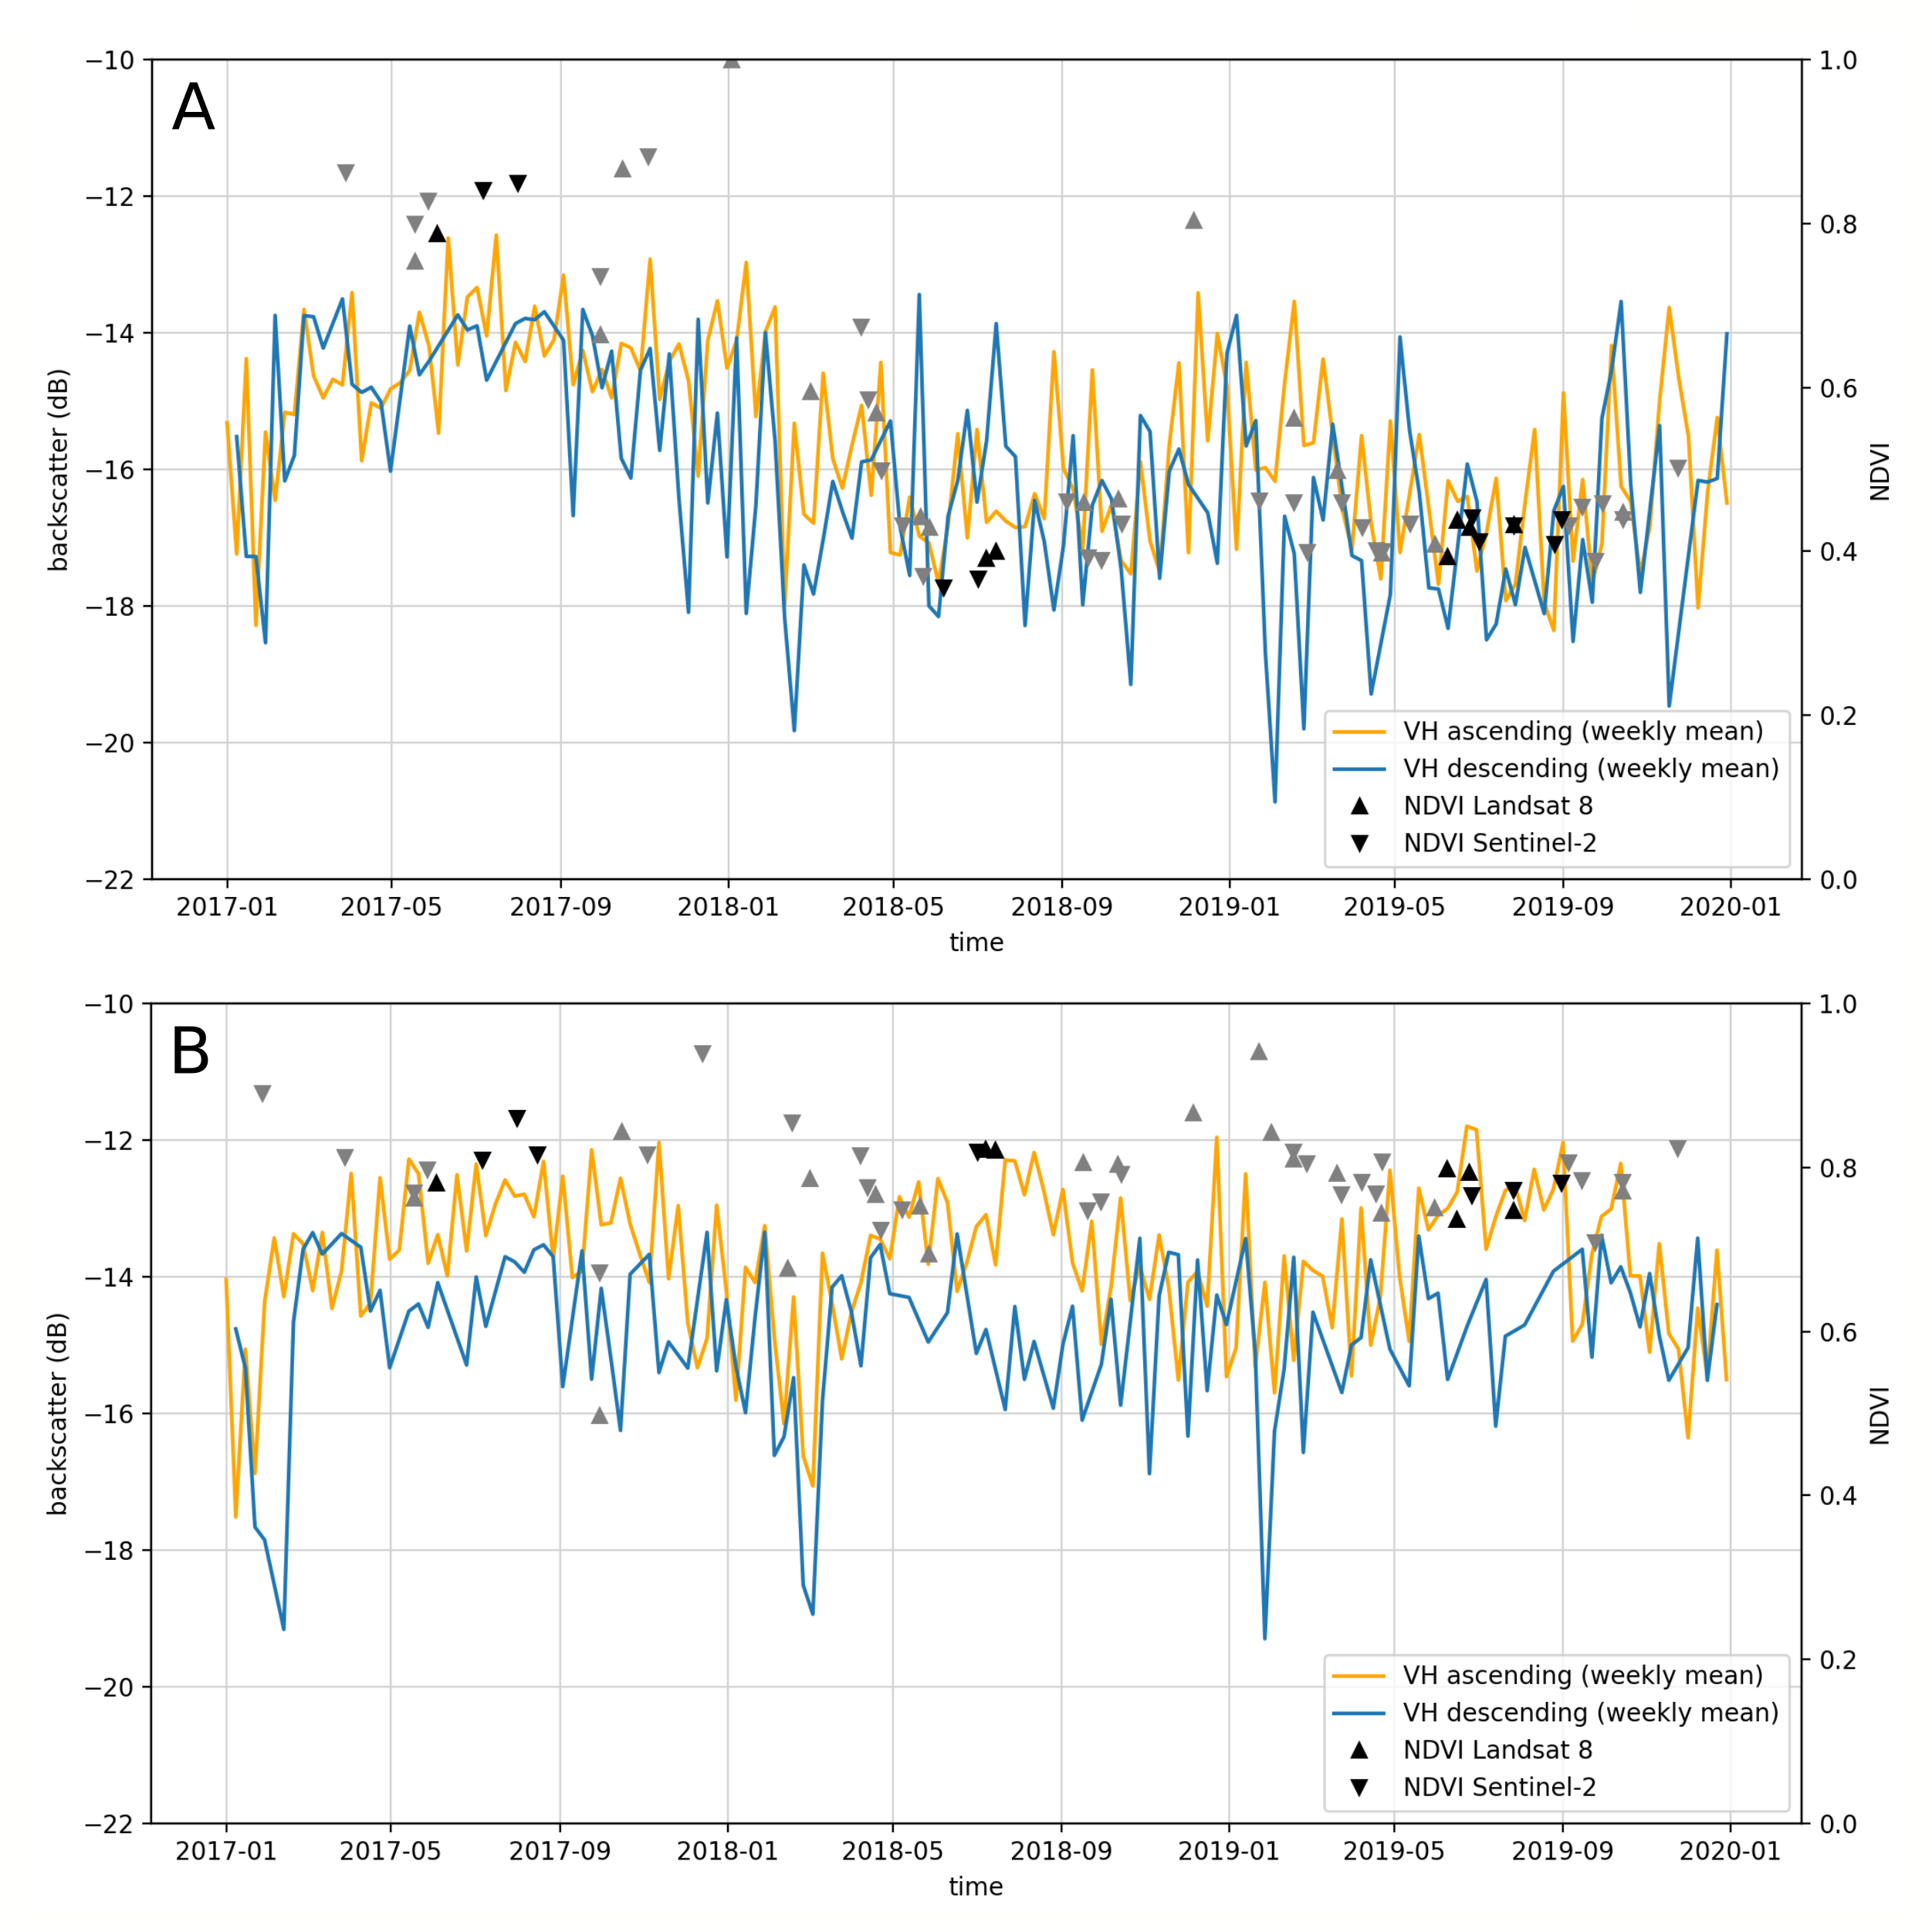 A
−10
−12
−14
−16
−18
−20
−22
backscatter (dB)
1.0
0.8
0.6
0.4
0.2
0.0
NDVI
VH ascending (weekly mean)
VH descending (weekly mean)
NDVI Landsat 8
NDVI Sentinel-2
2017-01 2017-05 2017-09 2018-01 2018-05 2018-09 2019-01 2019-05 2019-09 2020-01
time
B
−10
−12
−14
−16
−18
−20
−22
backscatter (dB)
1.0
0.8
0.6
0.4
0.2
0.0
NDVI
VH ascending (weekly mean)
VH descending (weekly mean)
NDVI Landsat 8
NDVI Sentinel-2
2017-01 2017-05 2017-09 2018-01 2018-05 2018-09 2019-01 2019-05 2019-09 2020-01
time